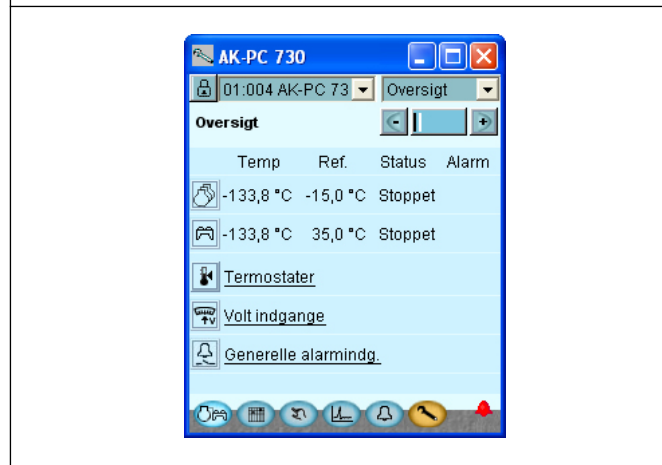 AK-PC 730
01:004 AK-PC 73 Oversigt
Oversigt - +
Temp Ref. Status Alarm
-133,8 °C -15,0 °C Stoppet
-133,8 °C 35,0 °C Stoppet
Termostater
Volt indgange
Generelle alarmindg.